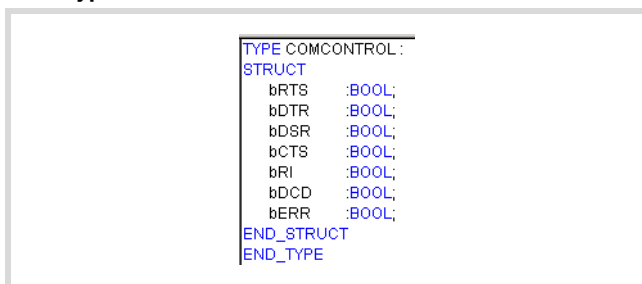 TYPE COMCONTROL :
STRUCT
bRTS :BOOL;
bDTR :BOOL;
bDSR :BOOL;
bCTS :BOOL;
bRI :BOOL;
bDCD :BOOL;
bERR :BOOL;
END_STRUCT
END_TYPE